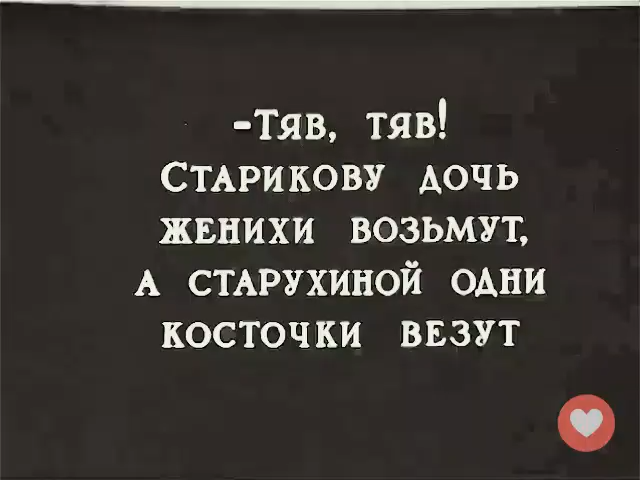 -Тяв, тяв!
Старикову дочь
женихи возьмут,
а старухиной одни
косточки везут